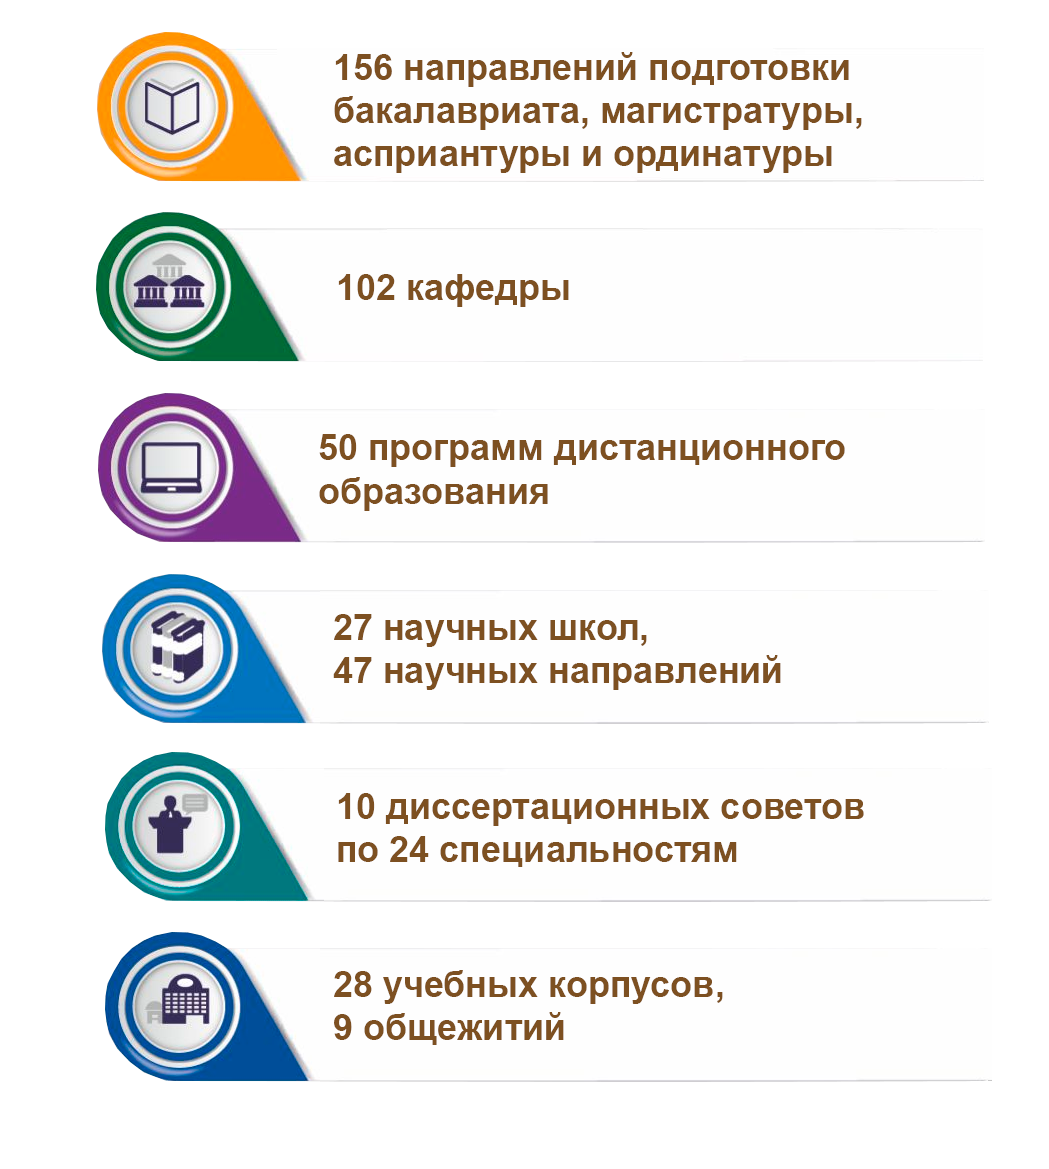 156 направлений подготовки
бакалавриата, магистратуры,
асприантуры и ординатуры
102 кафедры
50 программ дистанционного
образования
27 научных школ,
47 научных направлений
10 диссертационных советов
по 24 специальностям
28 учебных корпусов,
9 общежитий